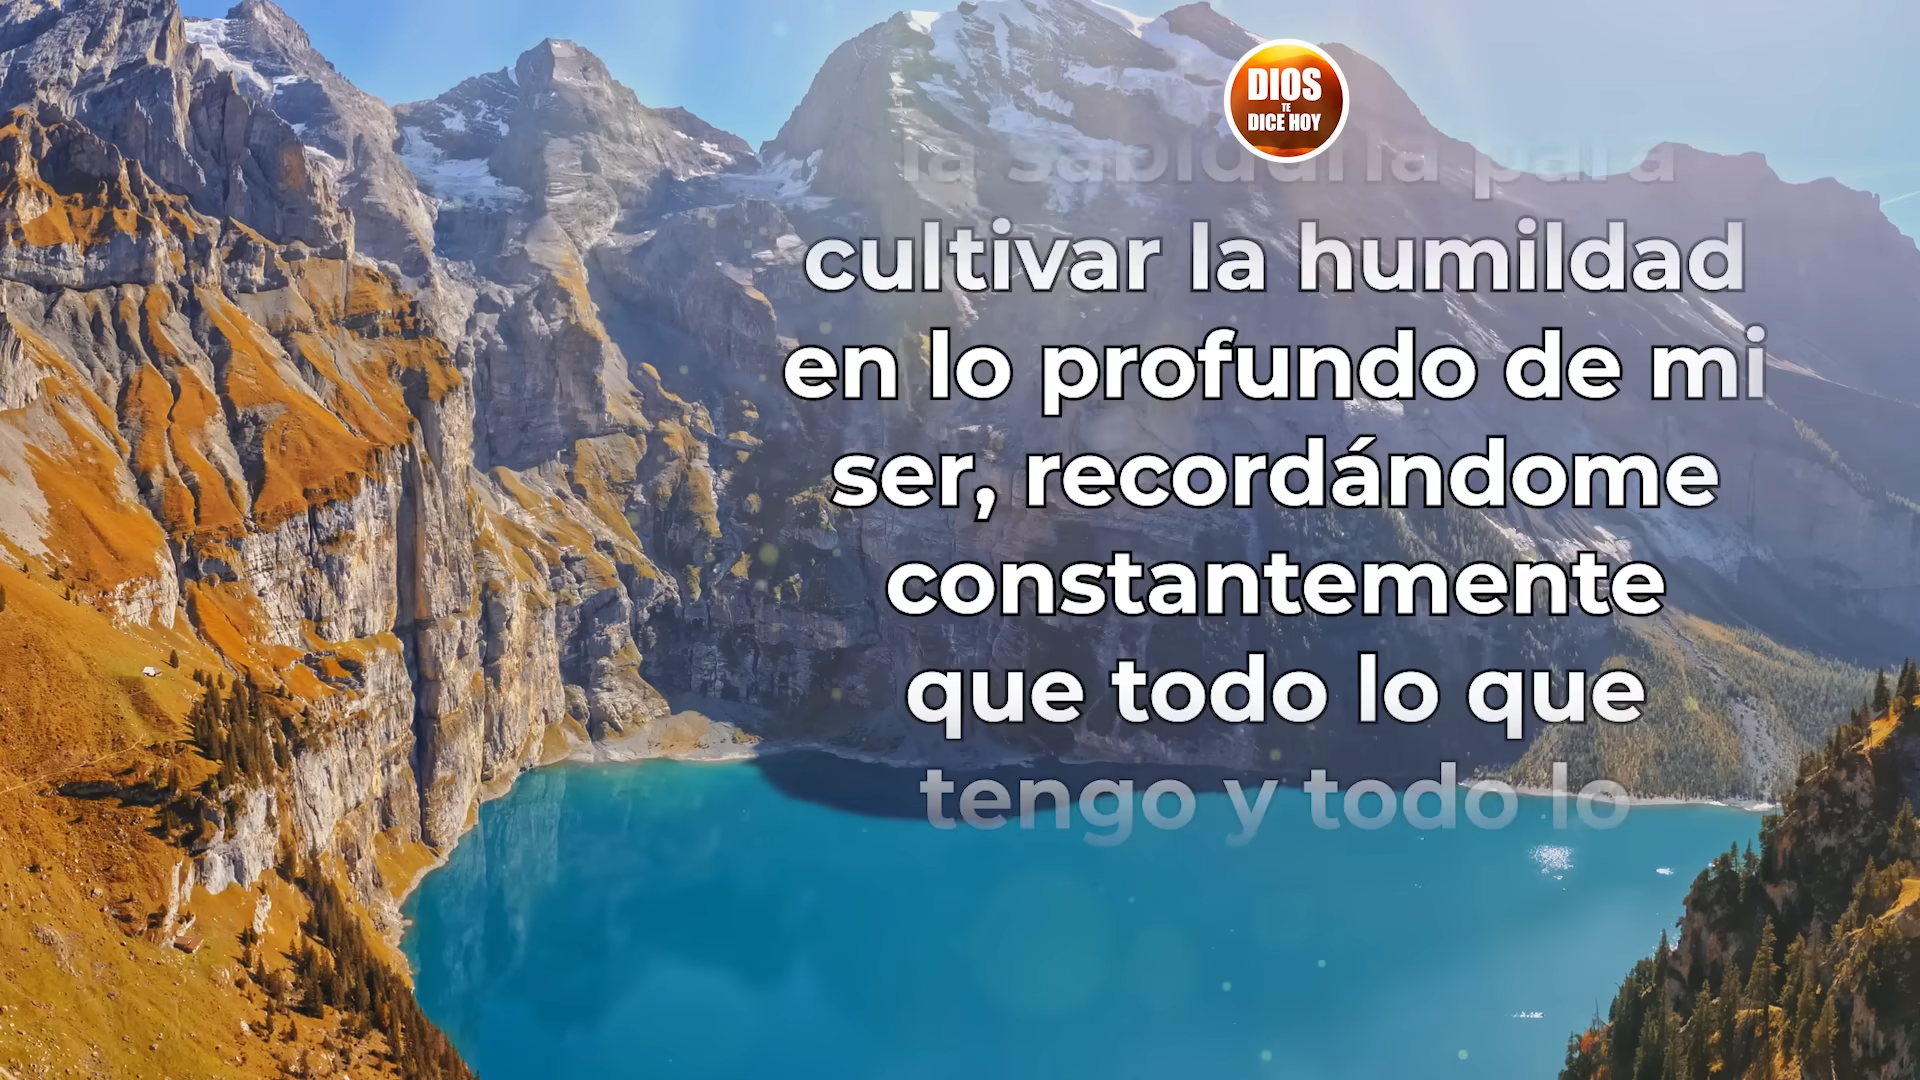 DIOS
TE
DICE HOY
la sabiduría para
cultivar la humildad
en lo profundo de mi
ser, recordándome
constantemente
que todo lo que
tengo y todo lo